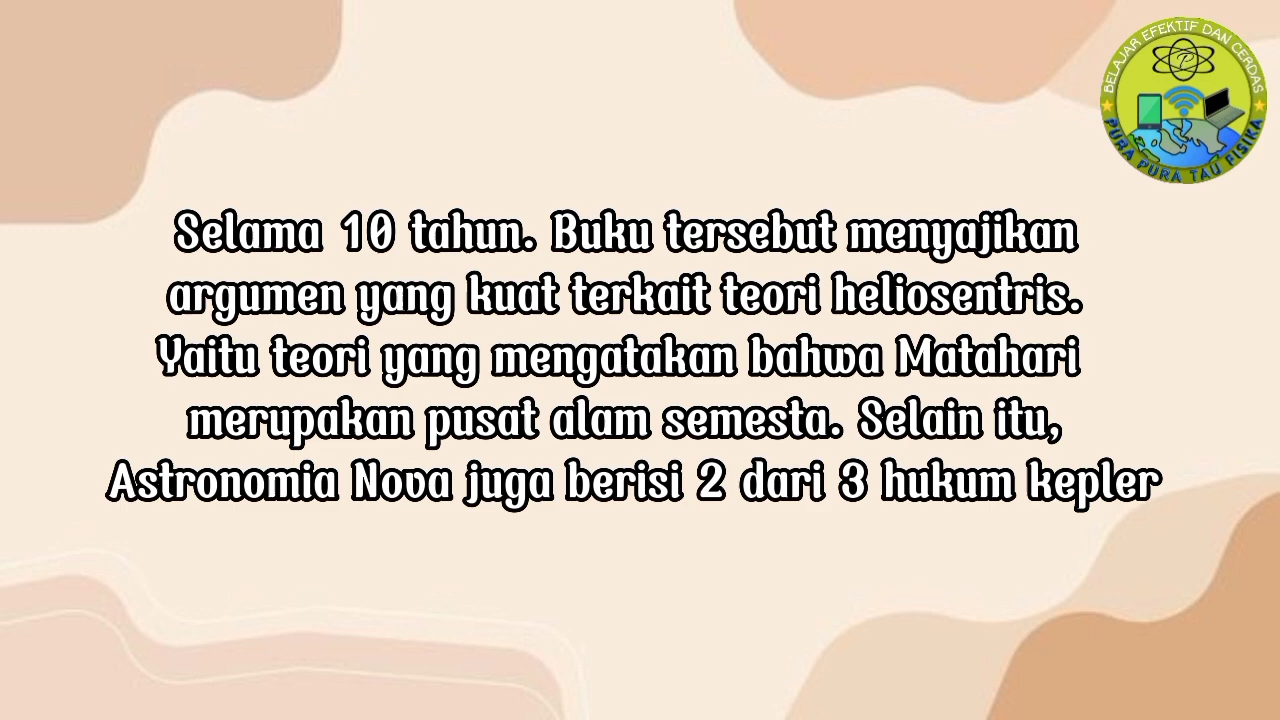 BELAJAR EFEKTIF DAN CERDAS
P
PURA PURA TAU FISIKA
Selama 10 tahun. Buku tersebut menyajikan
argumen yang kuat terkait teori heliosentris.
Yaitu teori yang mengatakan bahwa Matahari
merupakan pusat alam semesta. Selain itu,
Astronomia Nova juga berisi 2 dari 3 hukum kepler